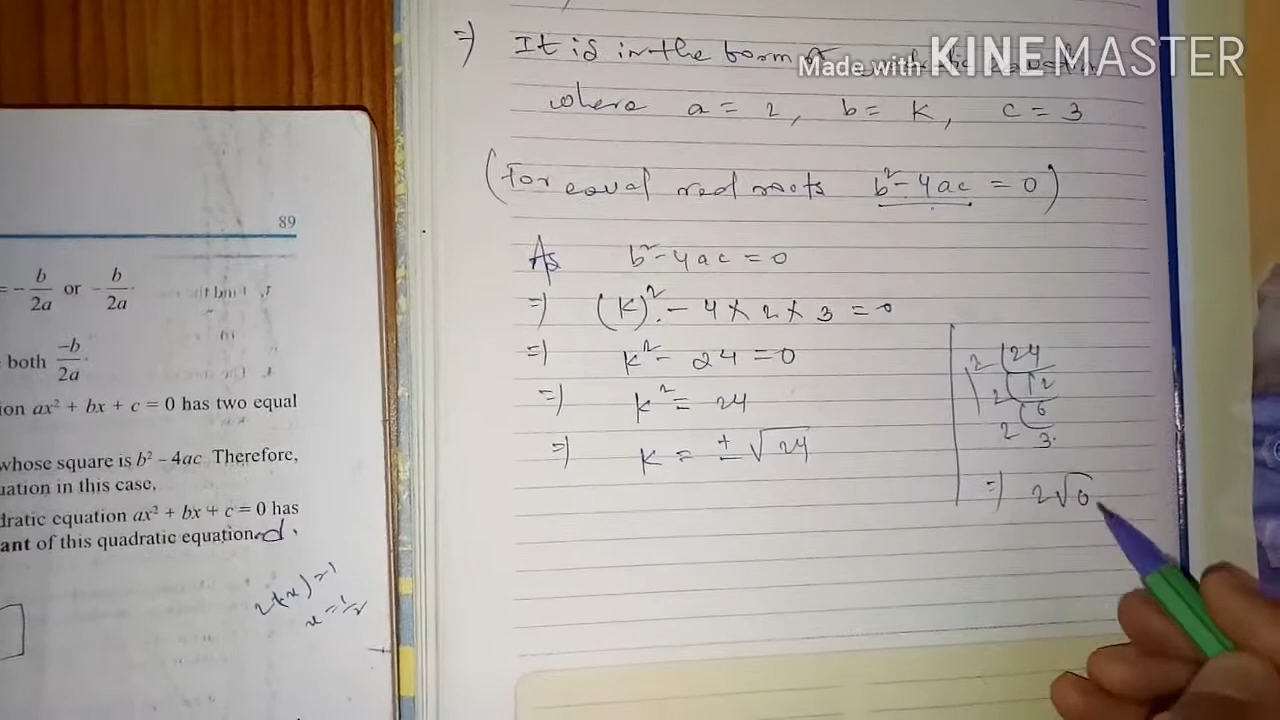 =) It is in the form of
Made with KINEMASTER
where a = 2, b = k, c = 3
(For equal real roots b² - 4ac = 0)
As b² - 4ac = 0
=) (k)² - 4 × 2 × 3 = 0
=) k² - 24 = 0
=) k² = 24
=) k = ± √24
2 24
2 12
2 6
3
=) 2√6
89
= - b/2a or - b/2a.
both -b/2a.
ion ax² + bx + c = 0 has two equal
whose square is b² – 4ac Therefore,
uation in this case,
dratic equation ax² + bx + c = 0 has
ant of this quadratic equation